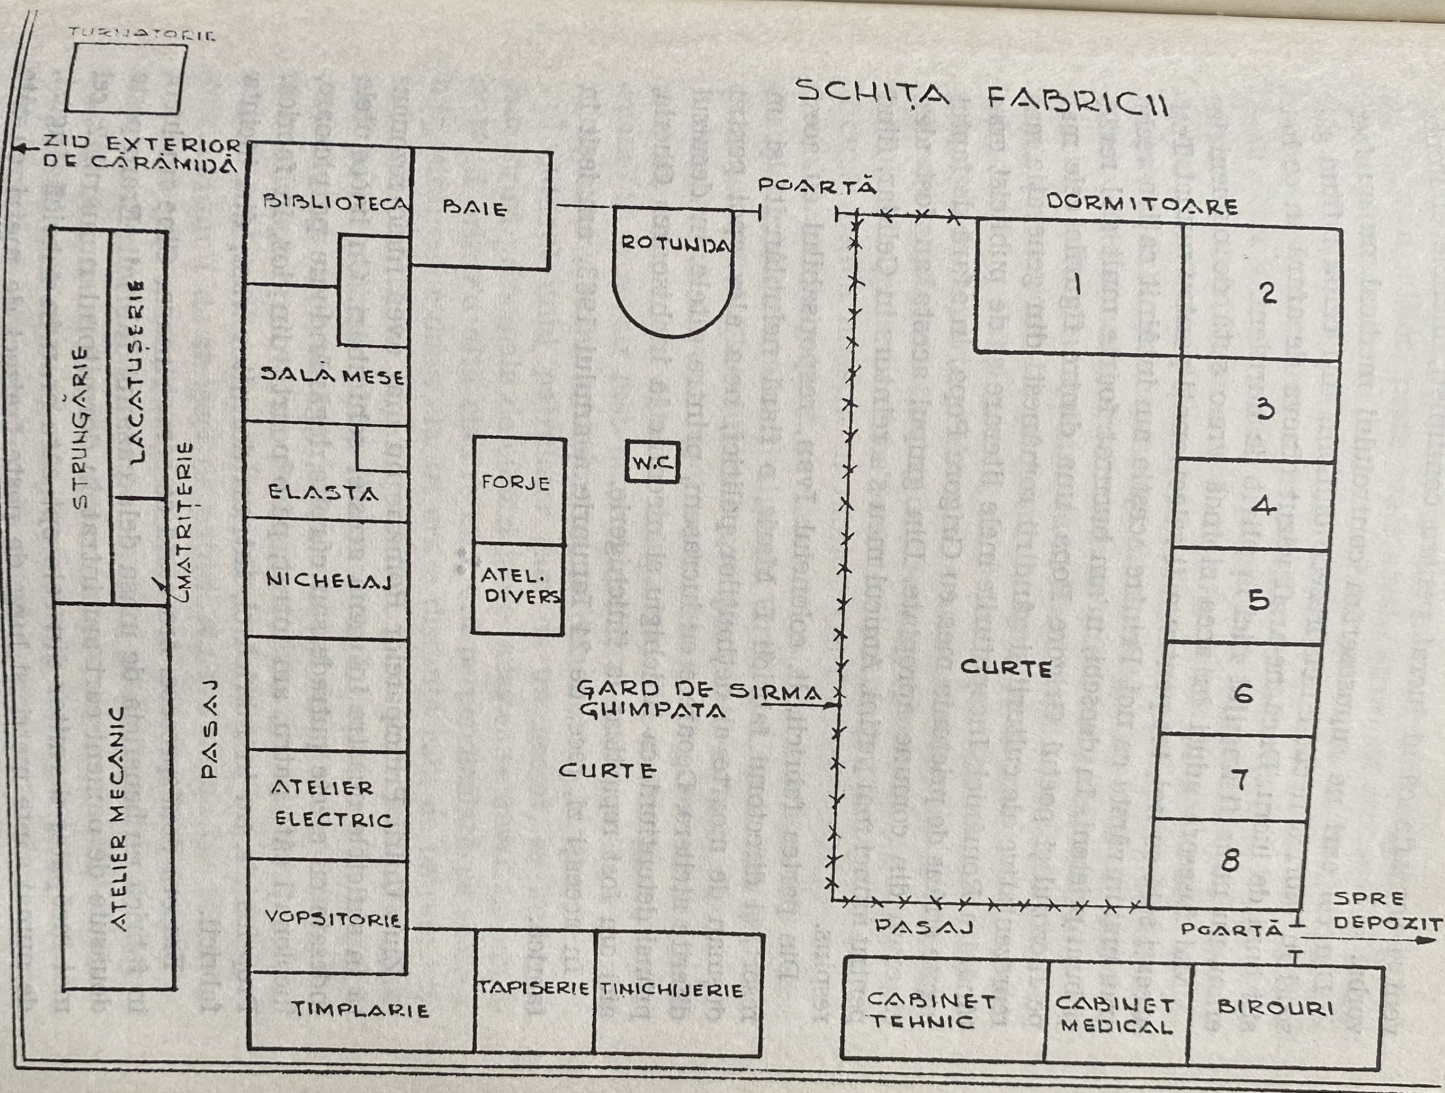 TURNATORIE
SCHIȚA FABRICII
ZID EXTERIOR
DE CĂRĂMIDĂ
BIBLIOTECA
BAIE
ROTUNDA
POARTĂ
DORMITOARE
1
2
3
4
5
6
7
8
STRUNGĂRIE
LACATUȘERIE
MATRIȚERIE
ATELIER MECANIC
PASAJ
SALĂ MESE
ELASTA
NICHELAJ
ATELIER
ELECTRIC
VOPSITORIE
TIMPLARIE
TAPISERIE
TINICHIJERIE
FORJE
ATEL.
DIVERS
W.C
GARD DE SIRMA
GHIMPATA
CURTE
CURTE
PASAJ
POARTĂ
SPRE
DEPOZIT
CABINET
TEHNIC
CABINET
MEDICAL
BIROURI